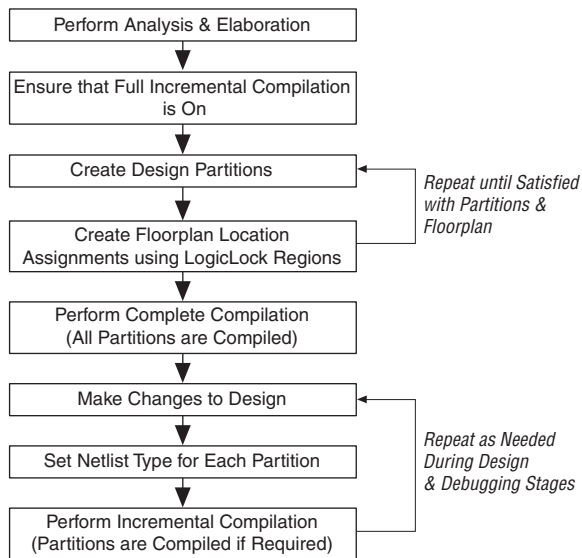 Perform Analysis & Elaboration
Ensure that Full Incremental Compilation
is On
Create Design Partitions
Repeat until Satisfied
with Partitions &
Floorplan
Create Floorplan Location
Assignments using LogicLock Regions
Perform Complete Compilation
(All Partitions are Compiled)
Make Changes to Design
Repeat as Needed
During Design
& Debugging Stages
Set Netlist Type for Each Partition
Perform Incremental Compilation
(Partitions are Compiled if Required)